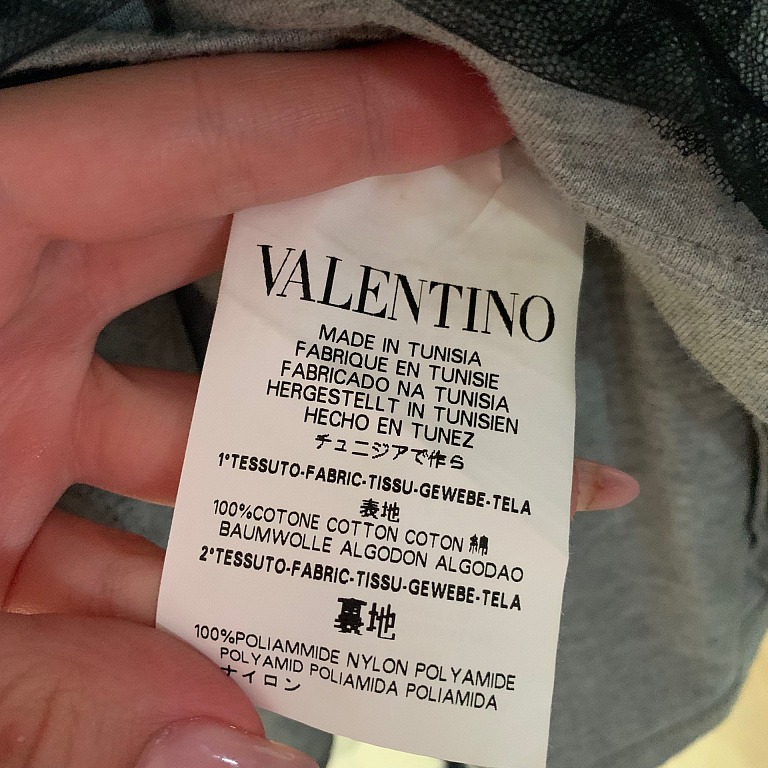 VALENTINO
MADE IN TUNISIA
FABRIQUE EN TUNISIE
FABRICADO NA TUNISIA
HERGESTELLT IN TUNISIEN
HECHO EN TUNEZ
チュニジアで作ら
1°TESSUTO-FABRIC-TISSU-GEWEBE-TELA
表地
100%COTONE COTTON COTON 綿
BAUMWOLLE ALGODON ALGODAO
2°TESSUTO-FABRIC-TISSU-GEWEBE-TELA
裏地
100%POLIAMMIDE NYLON POLYAMIDE
POLYAMID POLIAMIDA POLIAMIDA
ナイロン